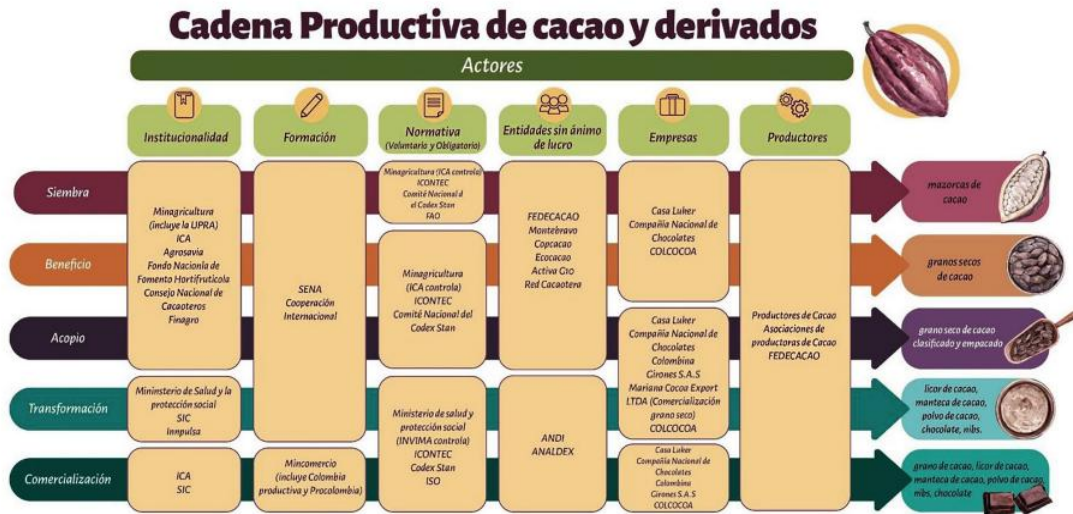 Cadena Productiva de cacao y derivados
Actores
Institucionalidad
Formación
Normativa
(Voluntario y Obligatorio)
Entidades sin ánimo
de lucro
Empresas
Productores
Siembra
Beneficio
Acopio
Transformación
Comercialización
Minagricultura
(incluye la UPRA)
ICA
Agrosavia
Fondo Nacionla de
Fomento Hortifrutícola
Consejo Nacional de
Cacaoteros
Finagro
Mininsterio de Salud y la
protección social
SIC
Innpulsa
ICA
SIC
SENA
Cooperación
Internacional
Mincomercio
(incluye Colombia
productiva y Procolombia)
Minagricultura (ICA controla)
ICONTEC
Comité Nacional d
el Codex Stan
FAO
Minagricultura
(ICA controla)
ICONTEC
Comité Nacional del
Codex Stan
Ministerio de salud y
protección social
(INVIMA controla)
ICONTEC
Codex Stan
ISO
FEDECACAO
Montebravo
Copcacao
Ecocacao
Activa G10
Red Cacaotera
ANDI
ANALDEX
Casa Luker
Compañía Nacional de
Chocolates
COLCOCOA
Casa Luker
Compañía Nacional de
Chocolates
Colombina
Girones S.A.S
Mariana Cocoa Export
LTDA (Comercialización
grano seco)
COLCOCOA
Casa Luker
Compañía Nacional de
Chocolates
Colombina
Girones S.A.S
COLCOCOA
Productores de Cacao
Asociaciones de
productoras de Cacao
FEDECACAO
mazorcas de
cacao
granos secos
de cacao
grano seco de cacao
clasificado y empacado
licor de cacao,
manteca de cacao,
polvo de cacao,
chocolate, nibs.
grano de cacao, licor de cacao,
manteca de cacao, polvo de cacao,
nibs, chocolate